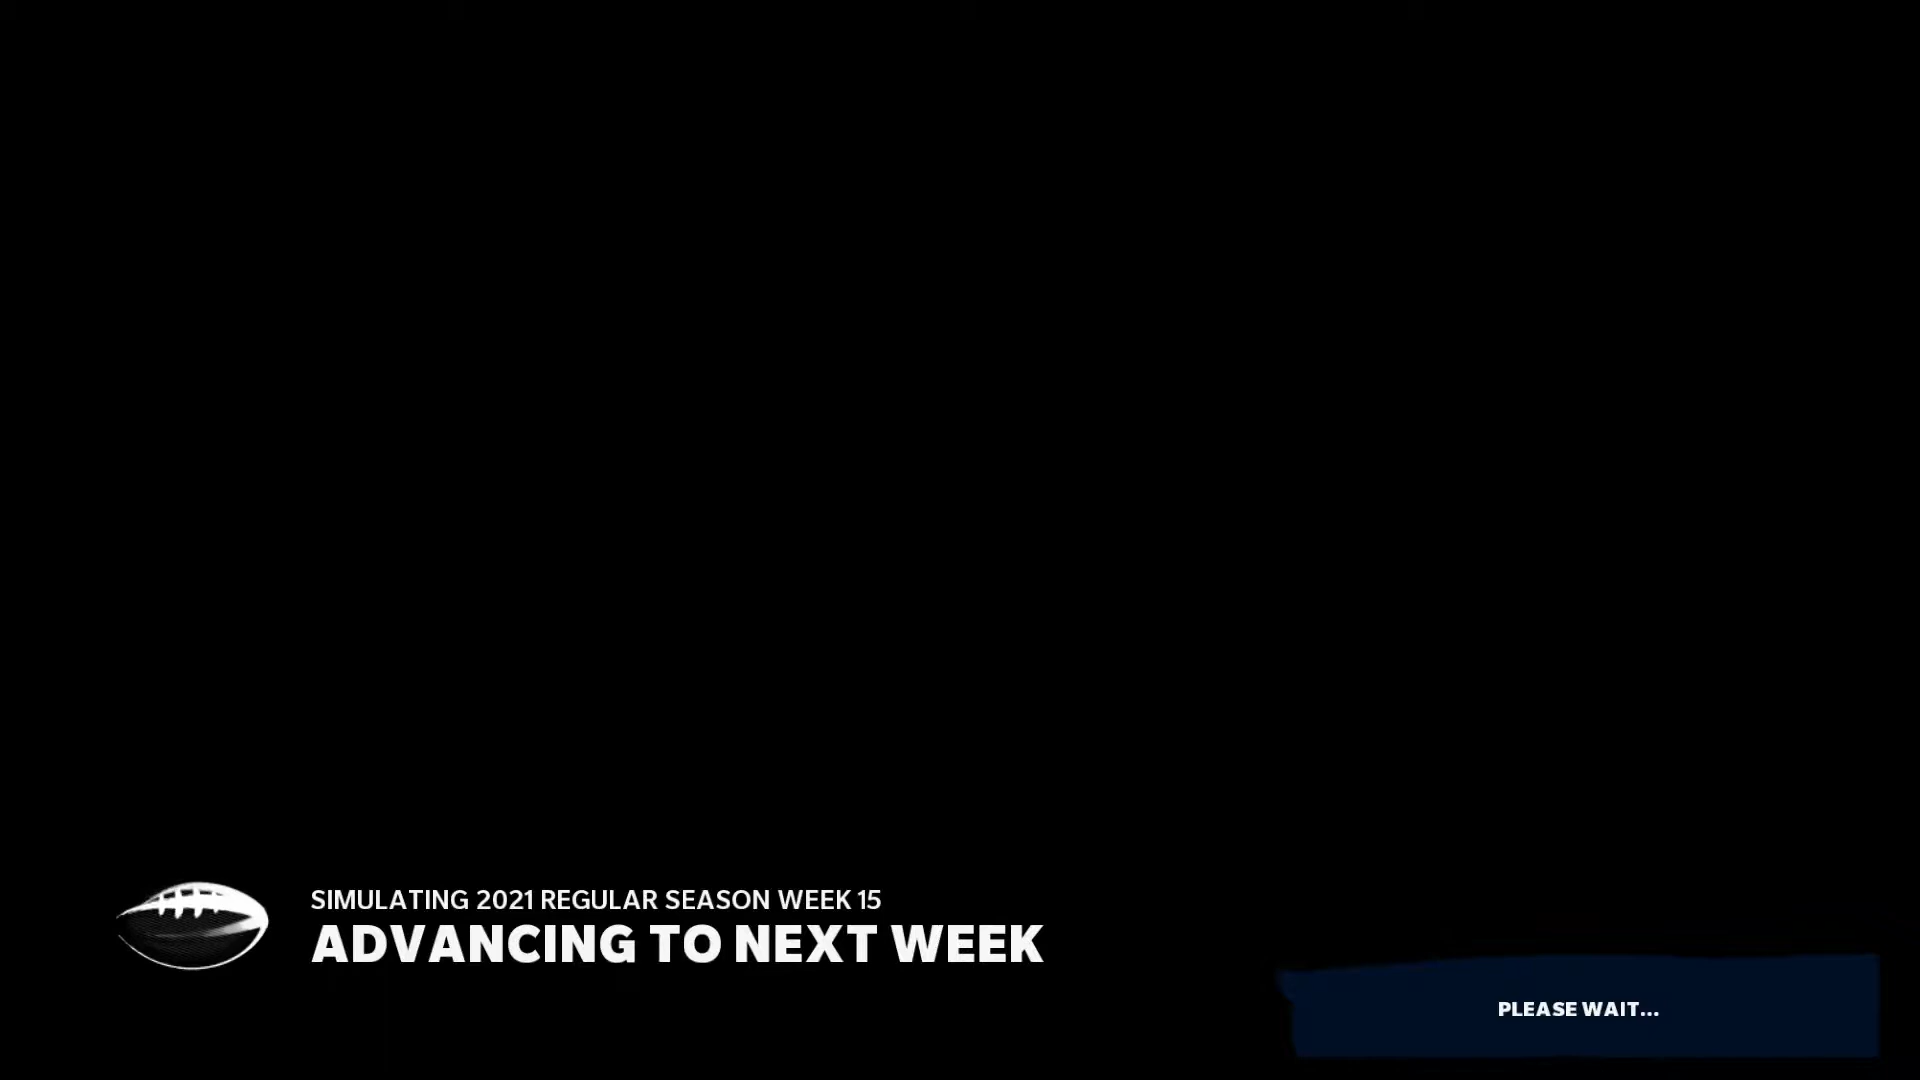 SIMULATING 2021 REGULAR SEASON WEEK 15
ADVANCING TO NEXT WEEK
PLEASE WAIT...